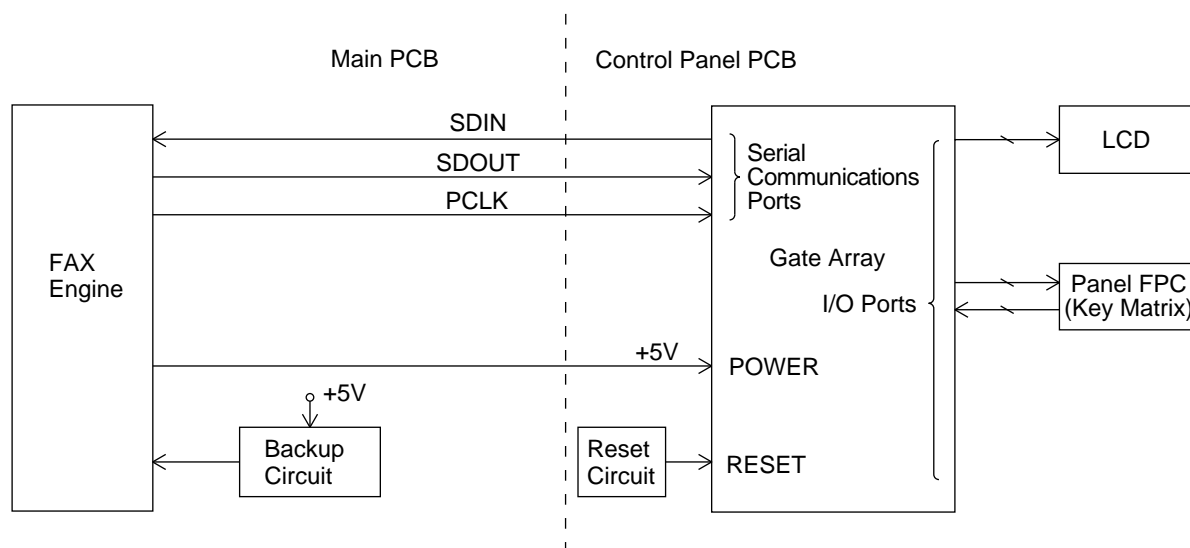 Main PCB
Control Panel PCB
SDIN
SDOUT
PCLK
Serial
Communications
Ports
LCD
FAX
Engine
Gate Array
I/O Ports
Panel FPC
(Key Matrix)
+5V
POWER
+5V
Backup
Circuit
Reset
Circuit
RESET